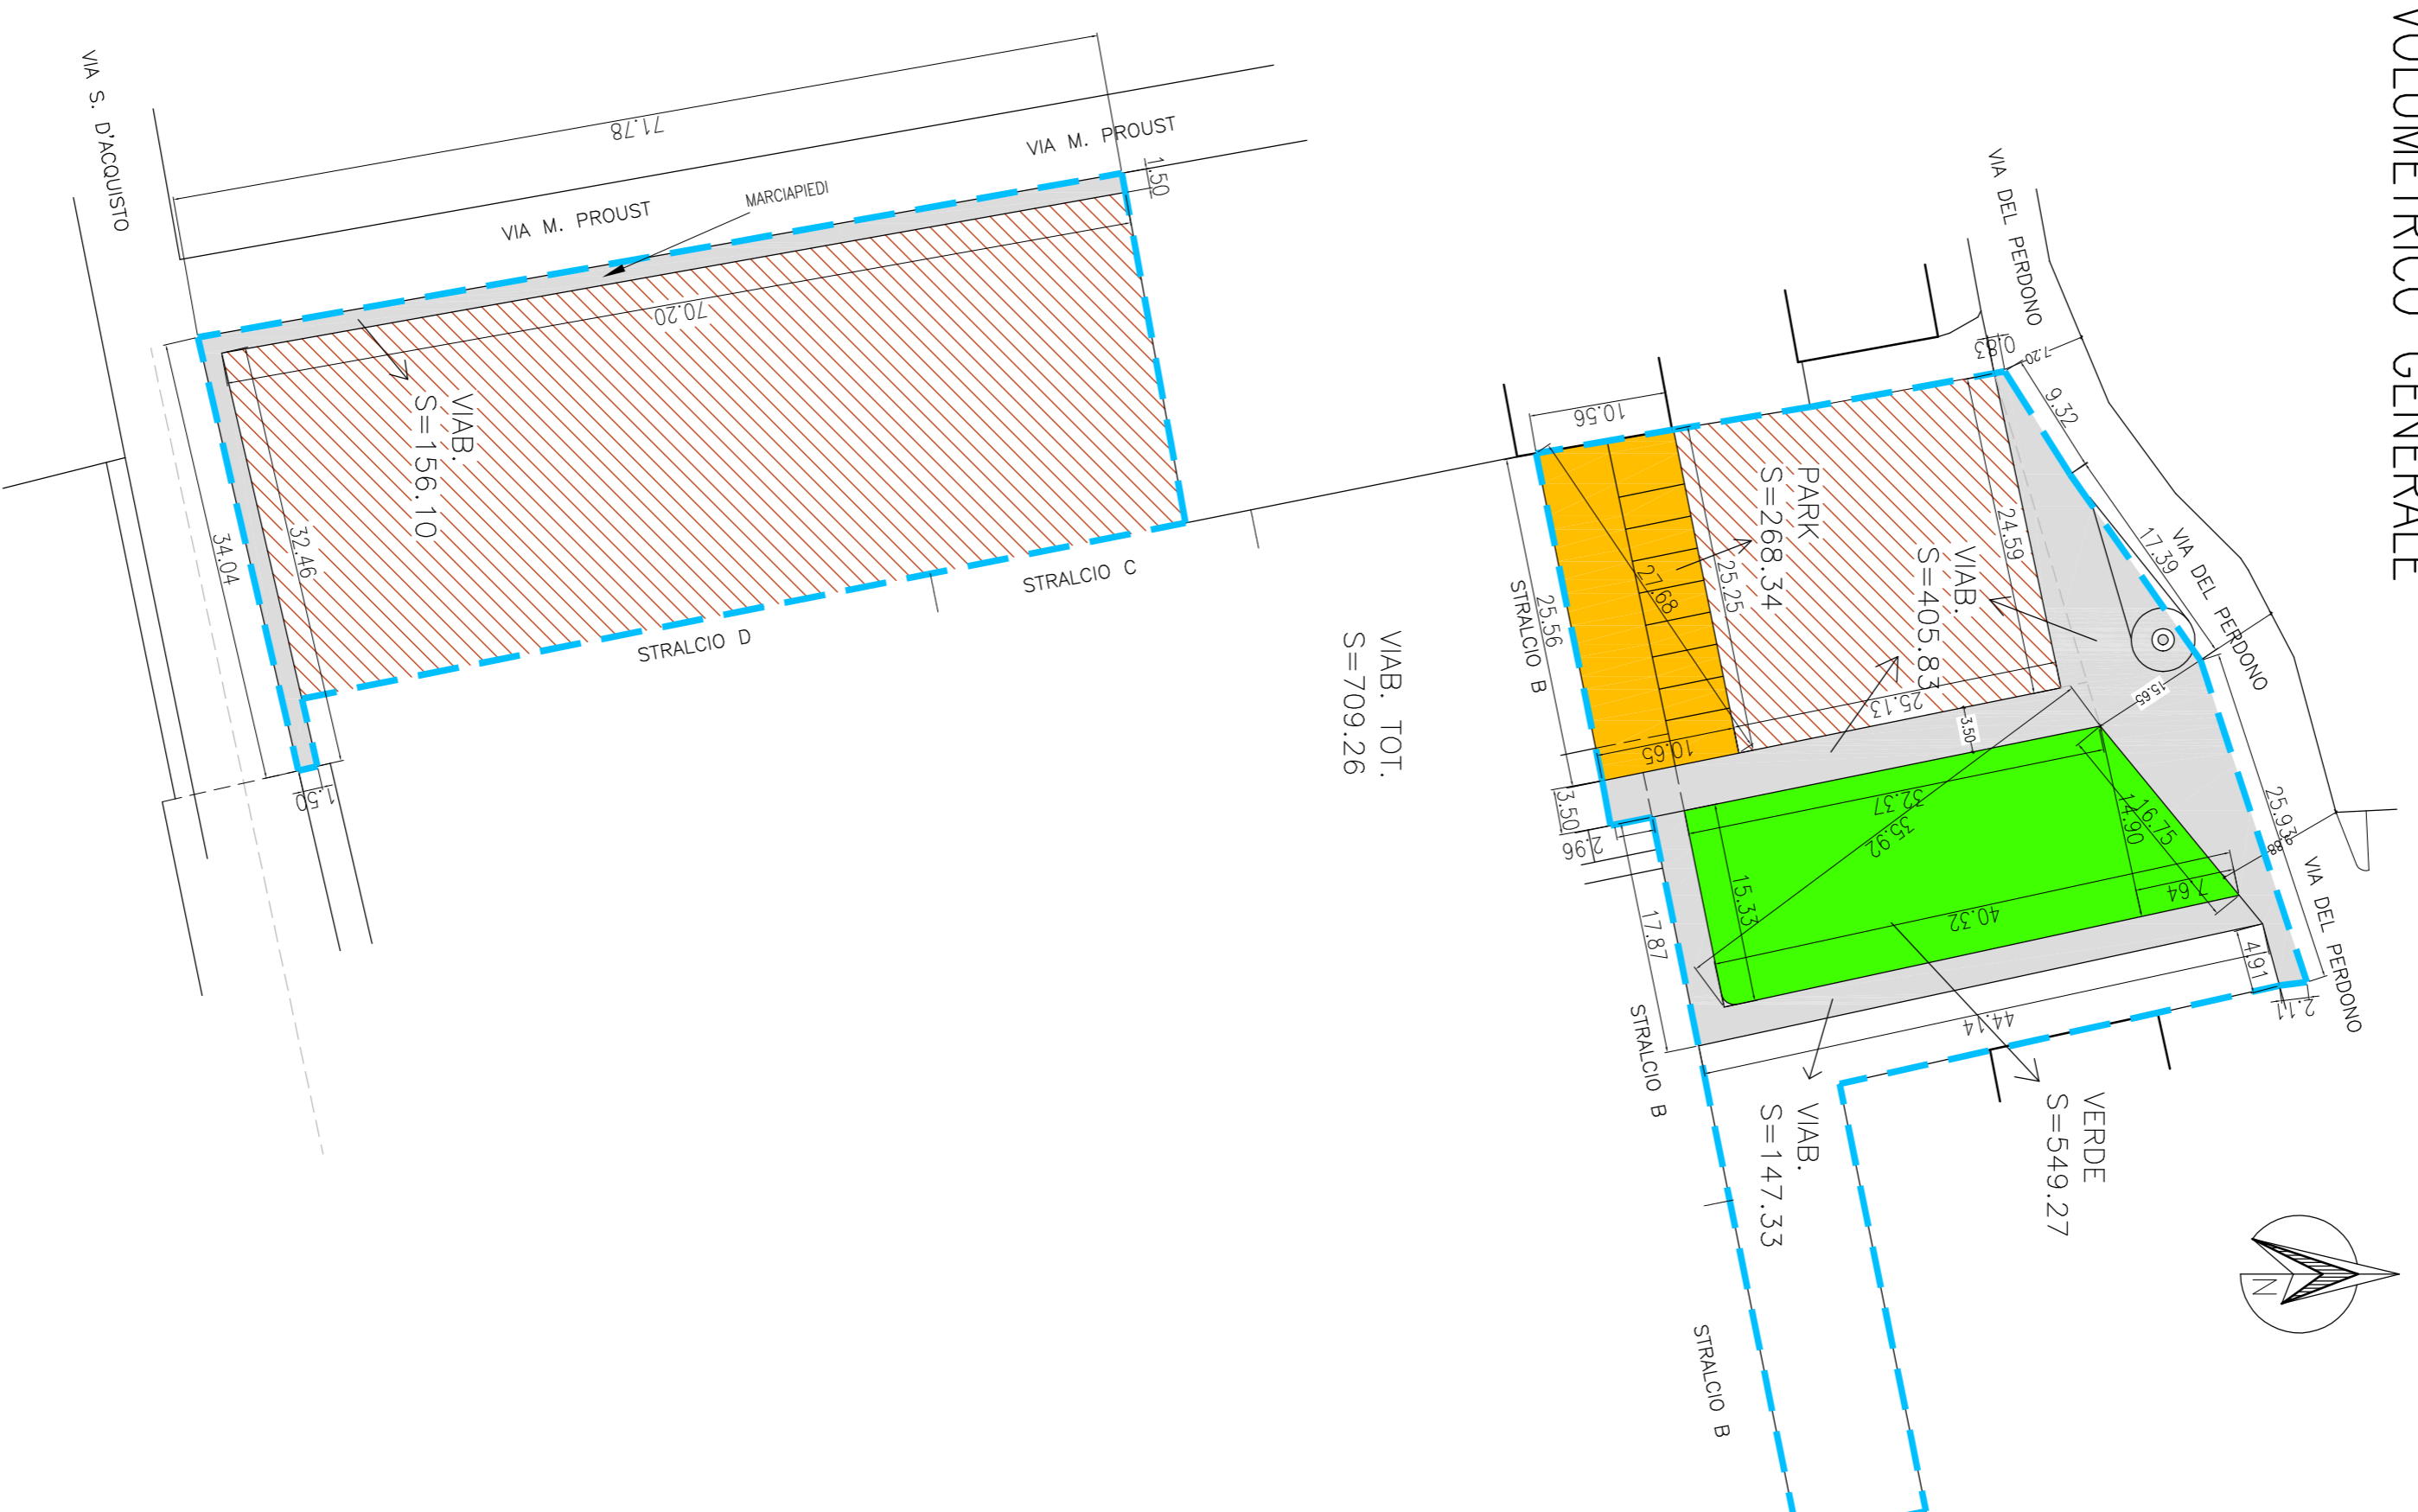 VOLUMETRICO GENERALE
VIA S. D'ACQUISTO
71.78
VIA M. PROUST
VIA M. PROUST
MARCIAPIEDI
1.50
70.20
VIAB.
S=156.10
32.46
34.04
1.50
STRALCIO D
STRALCIO C
VIAB. TOT.
S=709.26
VIA DEL PERDONO
0.83
7.20
9.32
17.39
VIA DEL PERDONO
10.56
PARK
S=268.34
VIAB.
S=405.83
24.59
27.68
25.25
25.56
STRALCIO B
25.13
3.50
15.65
10.65
3.50
2.96
32.37
35.92
14.90
16.75
25.93
9.88
7.64
15.33
40.32
17.87
4.91
2.11
44.14
VIA DEL PERDONO
STRALCIO B
VIAB.
S=147.33
VERDE
S=549.27
STRALCIO B
N